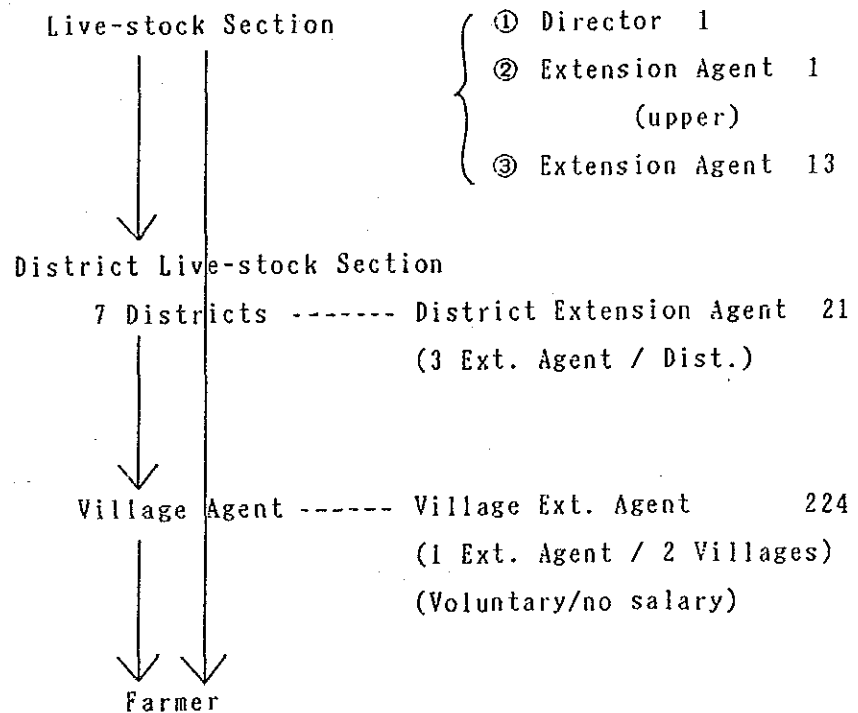 Live-stock Section
① Director 1
② Extension Agent 1
(upper)
③ Extension Agent 13
District Live-stock Section
7 Districts ------- District Extension Agent 21
(3 Ext. Agent / Dist.)
Village Agent ------ Village Ext. Agent 224
(1 Ext. Agent / 2 Villages)
(Voluntary/no salary)
Farmer